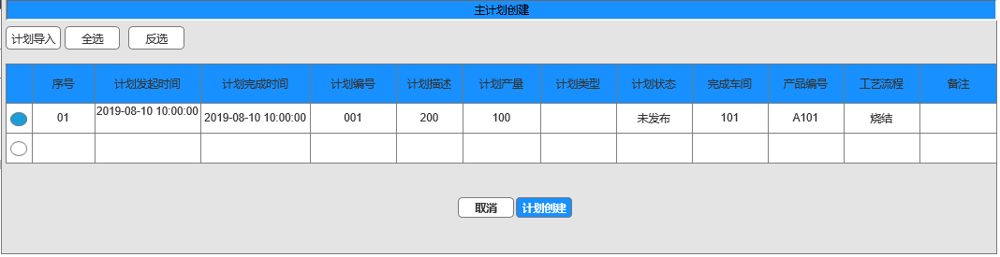 主计划创建
计划导入 全选 反选
序号 计划发起时间 计划完成时间 计划编号 计划描述 计划产量 计划类型 计划状态 完成车间 产品编号 工艺流程 备注
01 2019-08-10 10:00:00 2019-08-10 10:00:00 001 200 100 未发布 101 A101 烧结
取消 计划创建